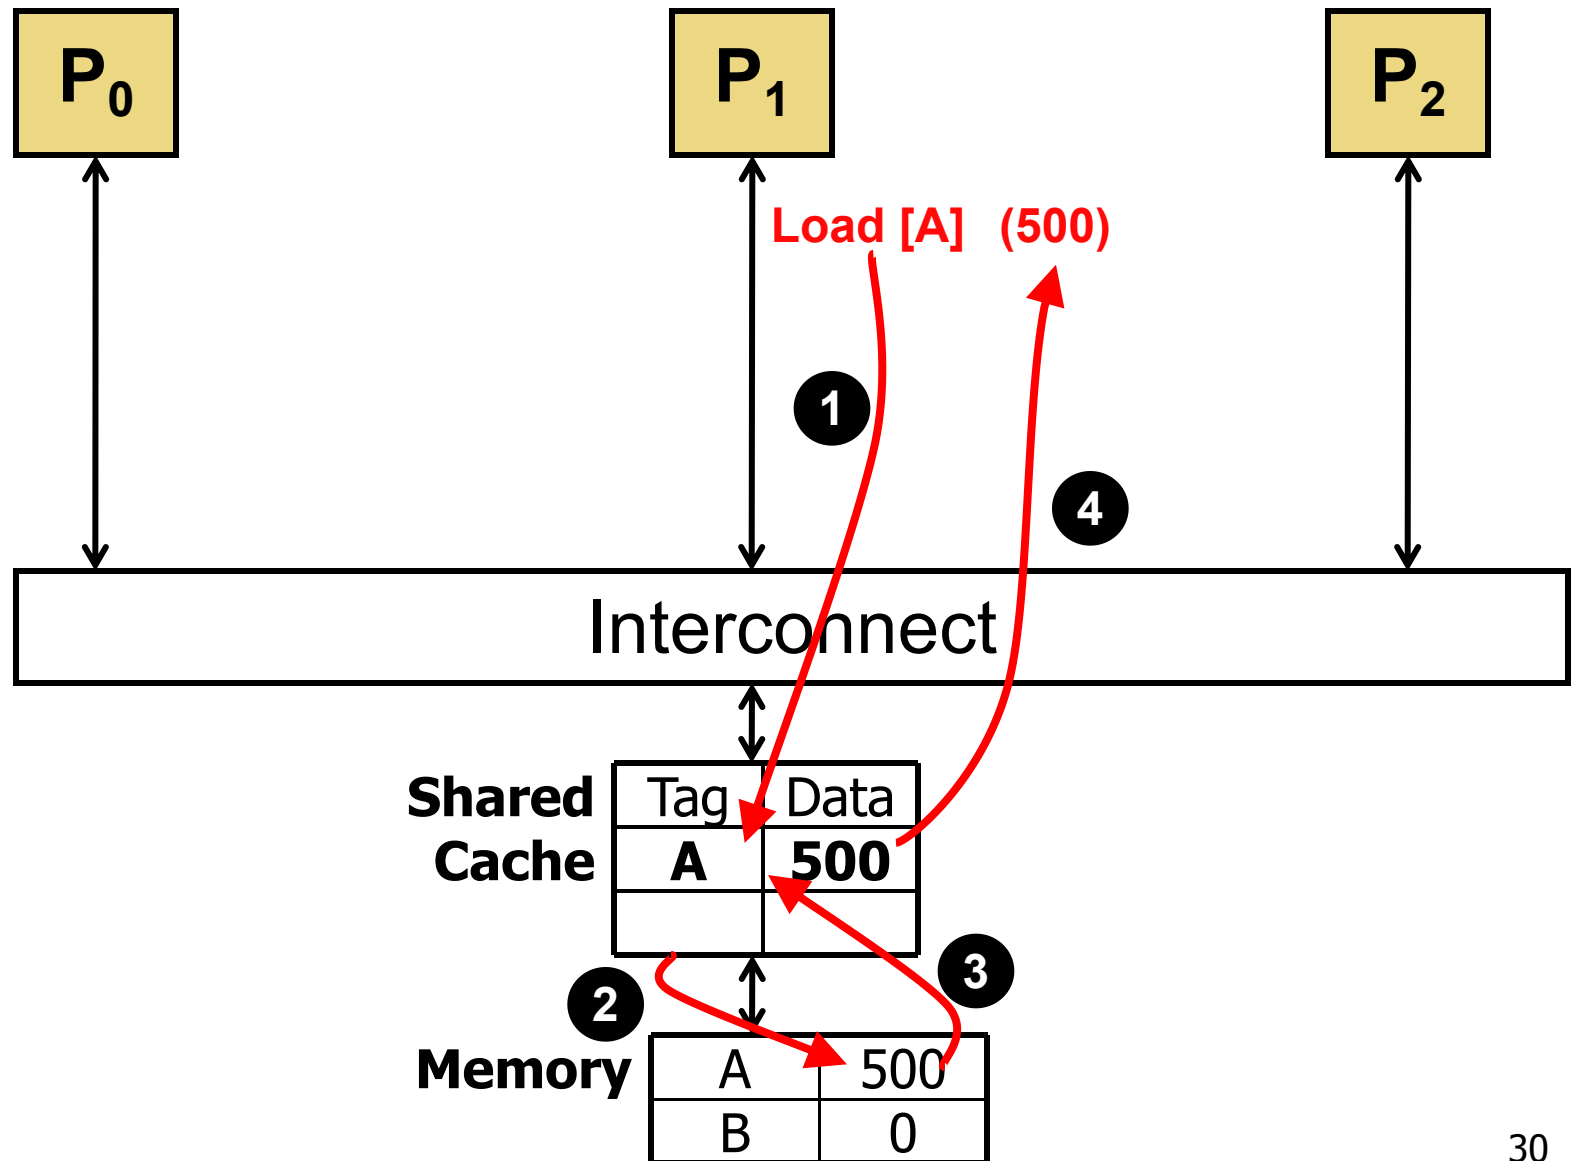 P₀ P₁ P₂
Load [A] (500)
1
4
Interconnect
Shared Tag Data
Cache A 500
3
2
Memory A 500
B 0
30